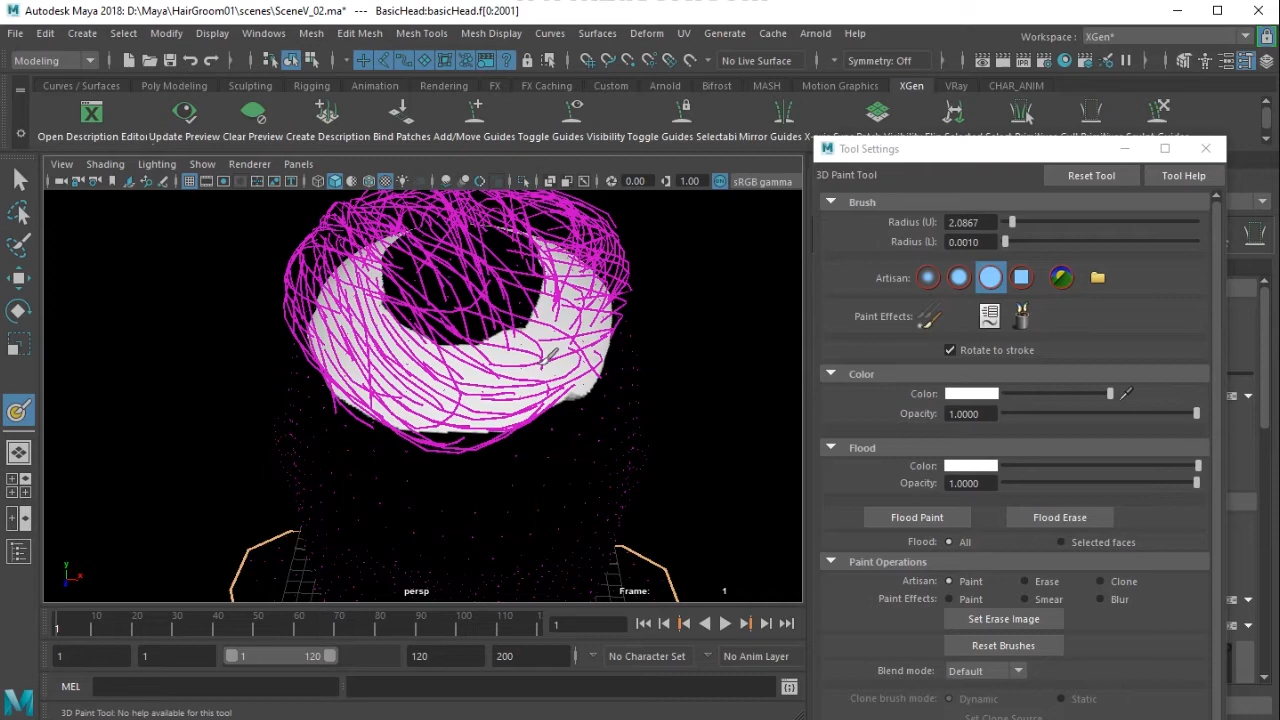 Autodesk Maya 2018: D:\Maya\HairGroom01\scenes\SceneV_02.ma* --- BasicHead:basicHead.f[0:2001]
File Edit Create Select Modify Display Windows Mesh Edit Mesh Mesh Tools Mesh Display Curves Surfaces Deform UV Generate Cache Arnold Help
Workspace : XGen*
Modeling No Live Surface Symmetry: Off
Curves / Surfaces Poly Modeling Sculpting Rigging Animation Rendering FX FX Caching Custom Arnold Bifrost MASH Motion Graphics XGen VRay CHAR_ANIM
Open Description Editor Update Preview Clear Preview Create Description Bind Patches Add/Move Guides Toggle Guides Visibility Toggle Guides Selectabi Mirror Guides X-
View Shading Lighting Show Renderer Panels
0.00 1.00 ON sRGB gamma
Tool Settings
3D Paint Tool Reset Tool Tool Help
Brush
Radius (U): 2.0867
Radius (L): 0.0010
Artisan:
Paint Effects:
Rotate to stroke
Color
Color:
Opacity: 1.0000
Flood
Color:
Opacity: 1.0000
Flood Paint Flood Erase
Flood: All Selected faces
Paint Operations
Artisan: Paint Erase Clone
Paint Effects: Paint Smear Blur
Set Erase Image
Reset Brushes
Blend mode: Default
Clone brush mode: Dynamic Static
Set Clone Source
y
x
z
persp
Frame: 1
1 10 20 30 40 50 60 70 80 90 100 110 12
1
1 1 1 120 120 200 No Character Set No Anim Layer
MEL
3D Paint Tool: No help available for this tool